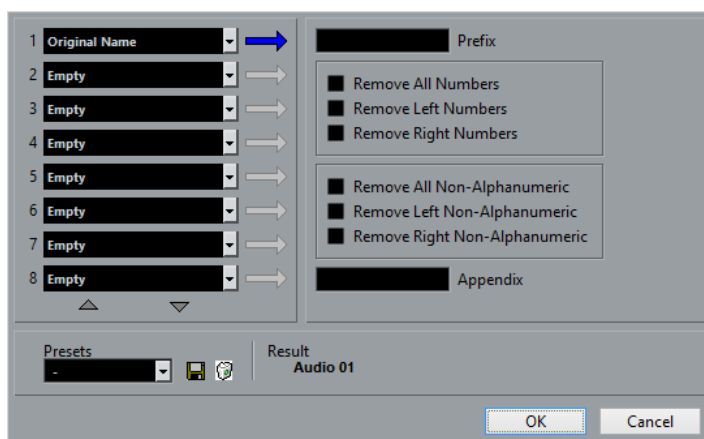 1 Original Name
2 Empty
3 Empty
4 Empty
5 Empty
6 Empty
7 Empty
8 Empty
Prefix
Remove All Numbers
Remove Left Numbers
Remove Right Numbers
Remove All Non-Alphanumeric
Remove Left Non-Alphanumeric
Remove Right Non-Alphanumeric
Appendix
Presets
-
Result
Audio 01
OK
Cancel